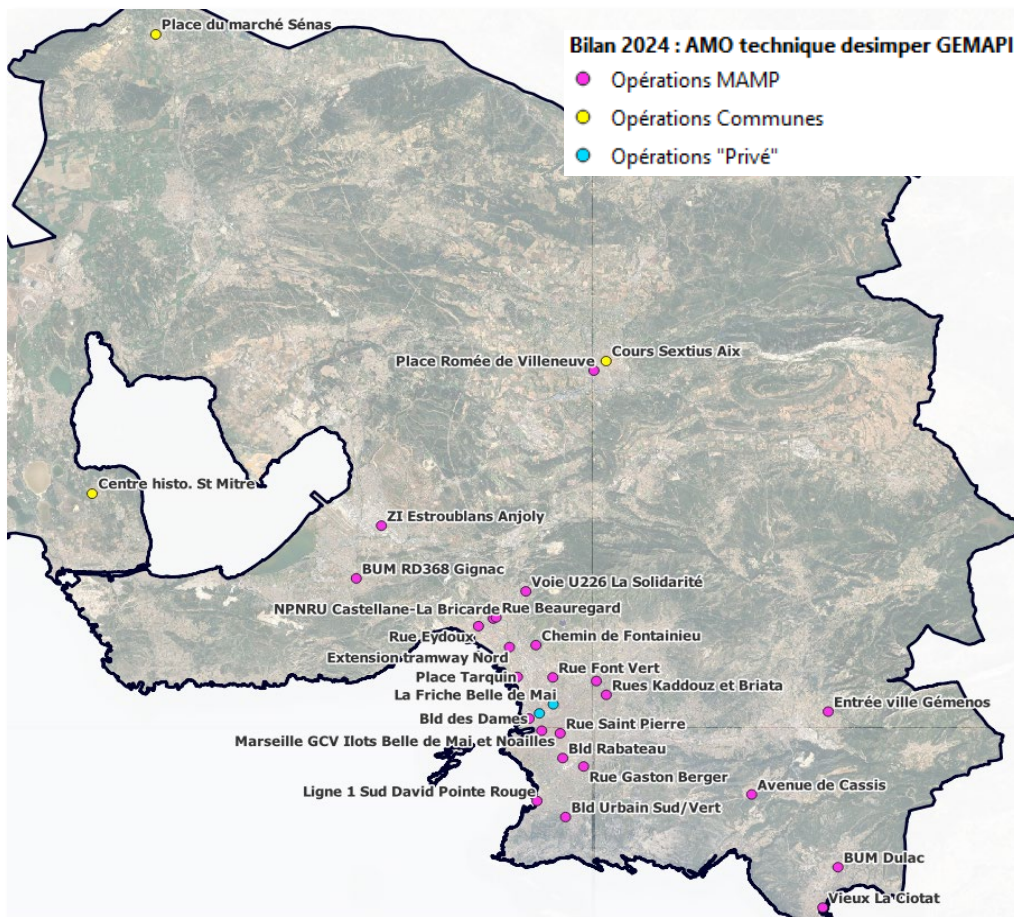 Place du marché Sénas
Bilan 2024 : AMO technique desimper GEMAPI
Opérations MAMP
Opérations Communes
Opérations "Privé"
Cours Sextius Aix
Place Romée de Villeneuve
Centre histo. St Mitre
ZI Estroublans Anjoly
BUM RD368 Gignac
Voie U226 La Solidarité
NPNRU Castellane-La Bricarde
Rue Beauregard
Rue Eydoux
Chemin de Fontainieu
Extension tramway Nord
Rue Font Vert
Place Tarquin
Rues Kaddouz et Briata
La Friche Belle de Mai
Entrée ville Gémenos
Bld des Dames
Rue Saint Pierre
Marseille GCV Ilots Belle de Mai et Noailles
Bld Rabateau
Rue Gaston Berger
Avenue de Cassis
Ligne 1 Sud David Pointe Rouge
Bld Urbain Sud/Vert
BUM Dulac
Vieux La Ciotat